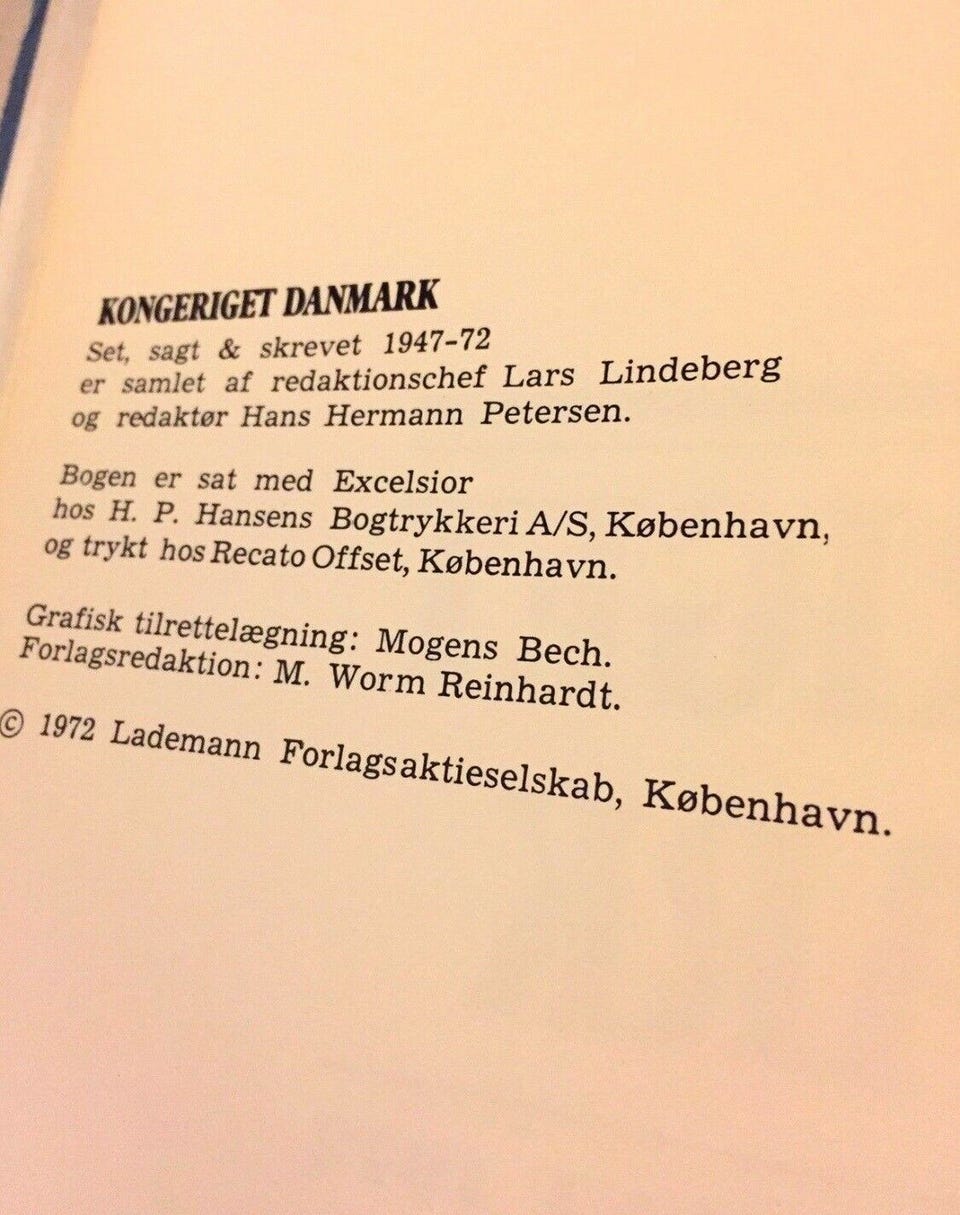 KONGERIGET DANMARK
Set, sagt & skrevet 1947-72
er samlet af redaktionschef Lars Lindeberg
og redaktør Hans Hermann Petersen.
Bogen er sat med Excelsior
hos H. P. Hansens Bogtrykkeri A/S, København,
og trykt hos Recato Offset, København.
Grafisk tilrettelægning: Mogens Bech.
Forlagsredaktion: M. Worm Reinhardt.
© 1972 Lademann Forlagsaktieselskab, København.